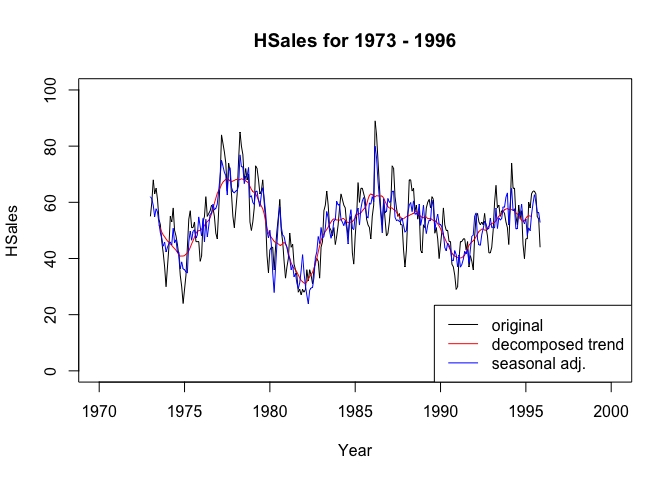 HSales for 1973 - 1996
HSales
100
80
60
40
20
0
original
decomposed trend
seasonal adj.
1970 1975 1980 1985 1990 1995 2000
Year